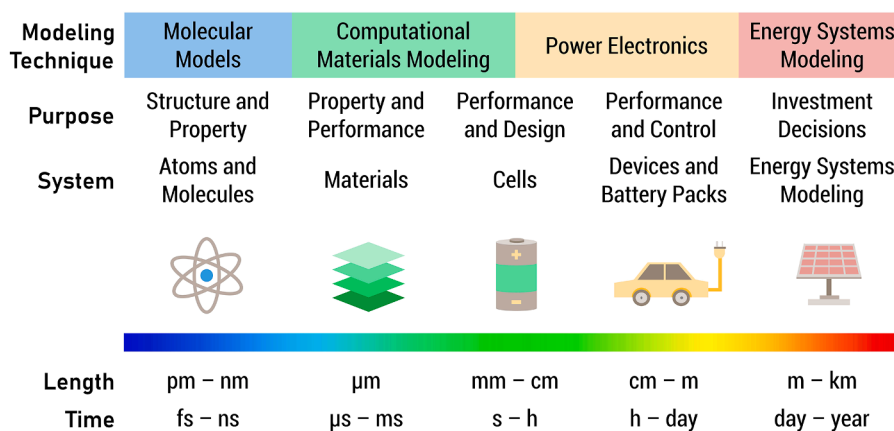 Modeling Technique
Molecular Models
Computational Materials Modeling
Power Electronics
Energy Systems Modeling
Purpose
Structure and Property
Property and Performance
Performance and Design
Performance and Control
Investment Decisions
System
Atoms and Molecules
Materials
Cells
Devices and Battery Packs
Energy Systems Modeling
+
−
Length
pm – nm
µm
mm – cm
cm – m
m – km
Time
fs – ns
µs – ms
s – h
h – day
day – year